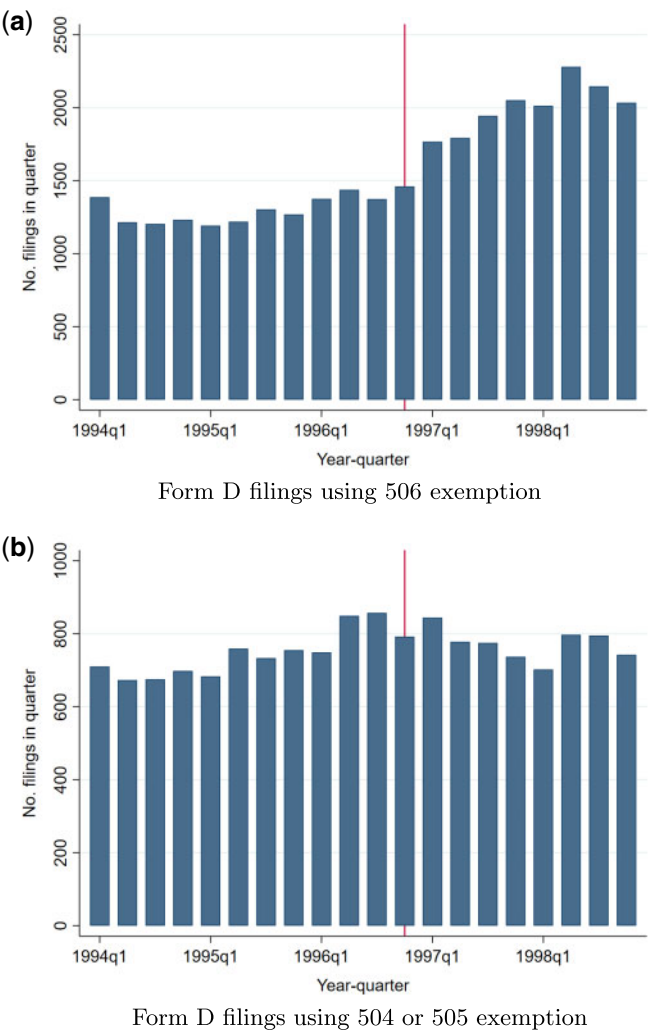 (a)
2500
2000
1500
1000
500
0
No. filings in quarter
1994q1 1995q1 1996q1 1997q1 1998q1
Year-quarter
Form D filings using 506 exemption
(b)
1000
800
600
400
200
0
No. filings in quarter
1994q1 1995q1 1996q1 1997q1 1998q1
Year-quarter
Form D filings using 504 or 505 exemption